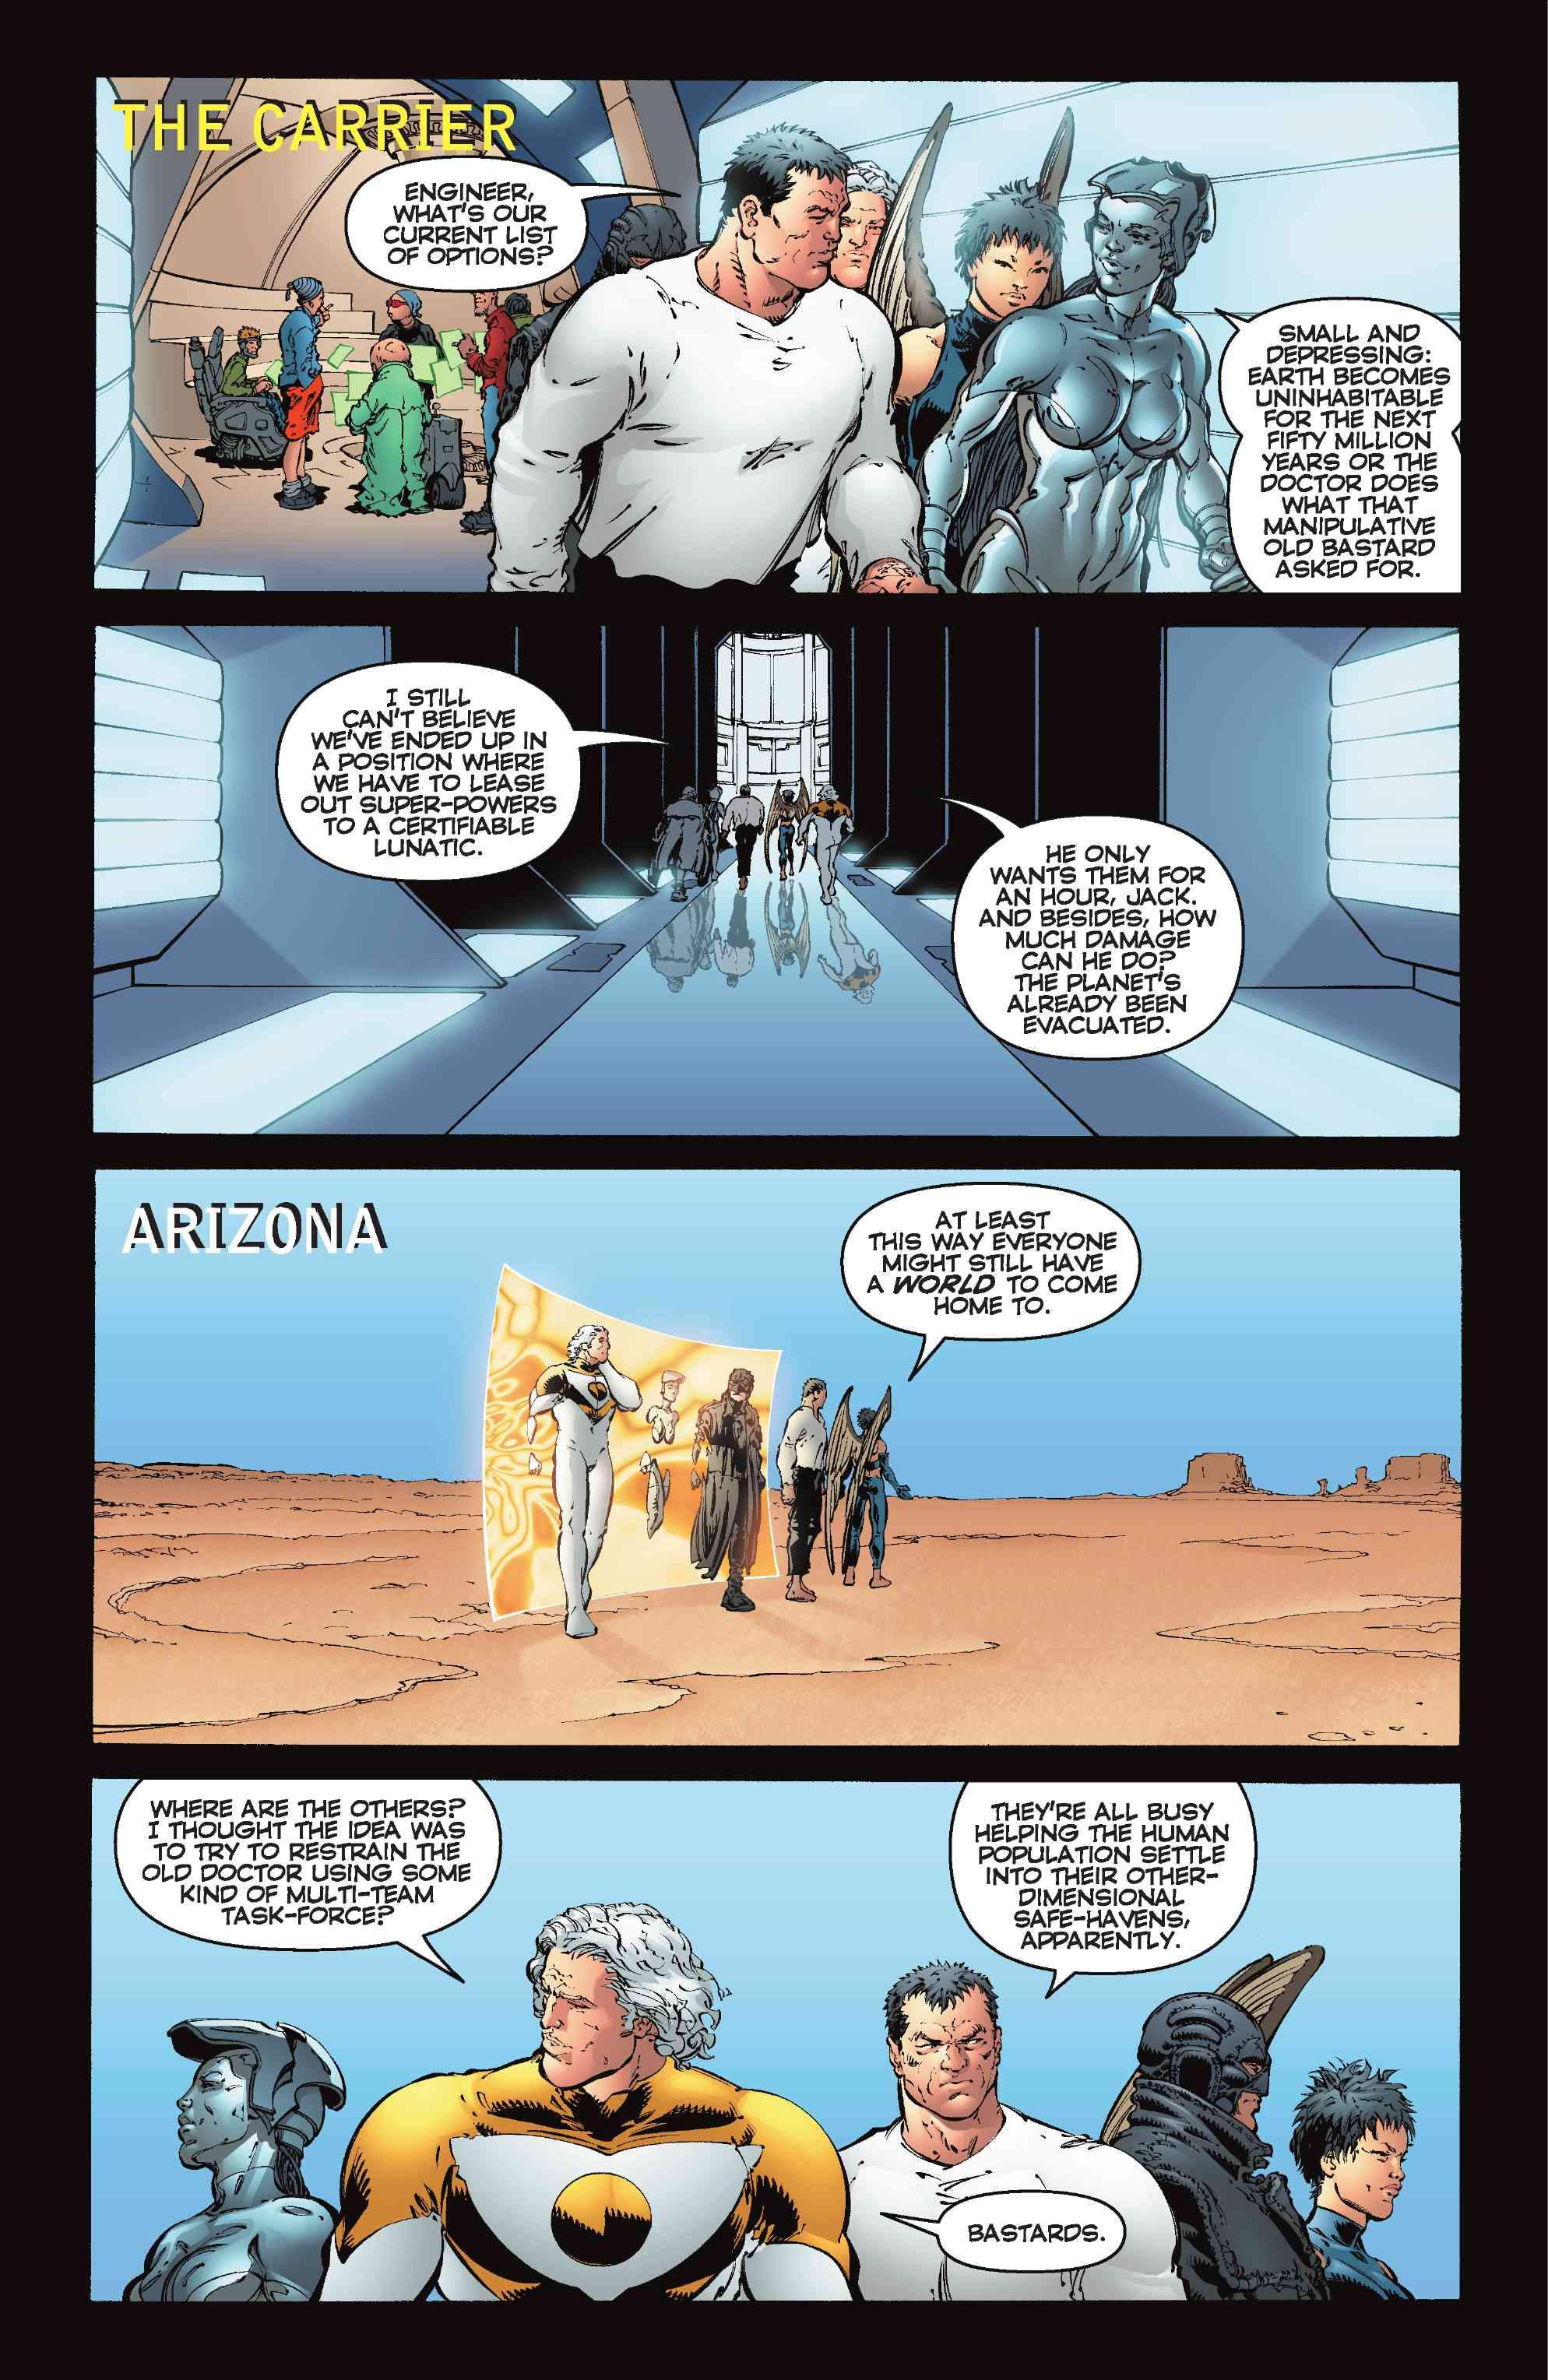 THE CARRIER
ENGINEER,
WHAT'S OUR
CURRENT LIST
OF OPTIONS?
SMALL AND
DEPRESSING:
EARTH BECOMES
UNINHABITABLE
FOR THE NEXT
FIFTY MILLION
YEARS OR THE
DOCTOR DOES
WHAT THAT
MANIPULATIVE
OLD BASTARD
ASKED FOR.
I STILL
CAN'T BELIEVE
WE'VE ENDED UP IN
A POSITION WHERE
WE HAVE TO LEASE
OUT SUPER-POWERS
TO A CERTIFIABLE
LUNATIC.
HE ONLY
WANTS THEM FOR
AN HOUR, JACK.
AND BESIDES, HOW
MUCH DAMAGE
CAN HE DO?
THE PLANET'S
ALREADY BEEN
EVACUATED.
ARIZONA
AT LEAST
THIS WAY EVERYONE
MIGHT STILL HAVE
A WORLD TO COME
HOME TO.
WHERE ARE THE OTHERS?
I THOUGHT THE IDEA WAS
TO TRY TO RESTRAIN THE
OLD DOCTOR USING SOME
KIND OF MULTI-TEAM
TASK-FORCE?
THEY'RE ALL BUSY
HELPING THE HUMAN
POPULATION SETTLE
INTO THEIR OTHER-
DIMENSIONAL
SAFE-HAVENS,
APPARENTLY.
BASTARDS.